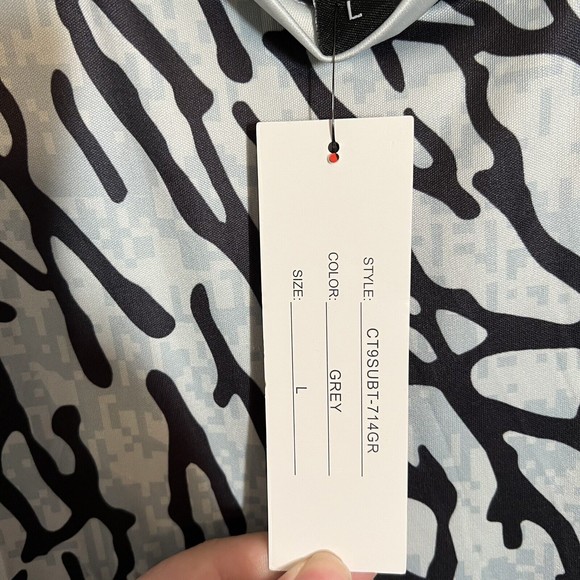 L
STYLE: CT9SUBT-714GR
COLOR: GREY
SIZE: L